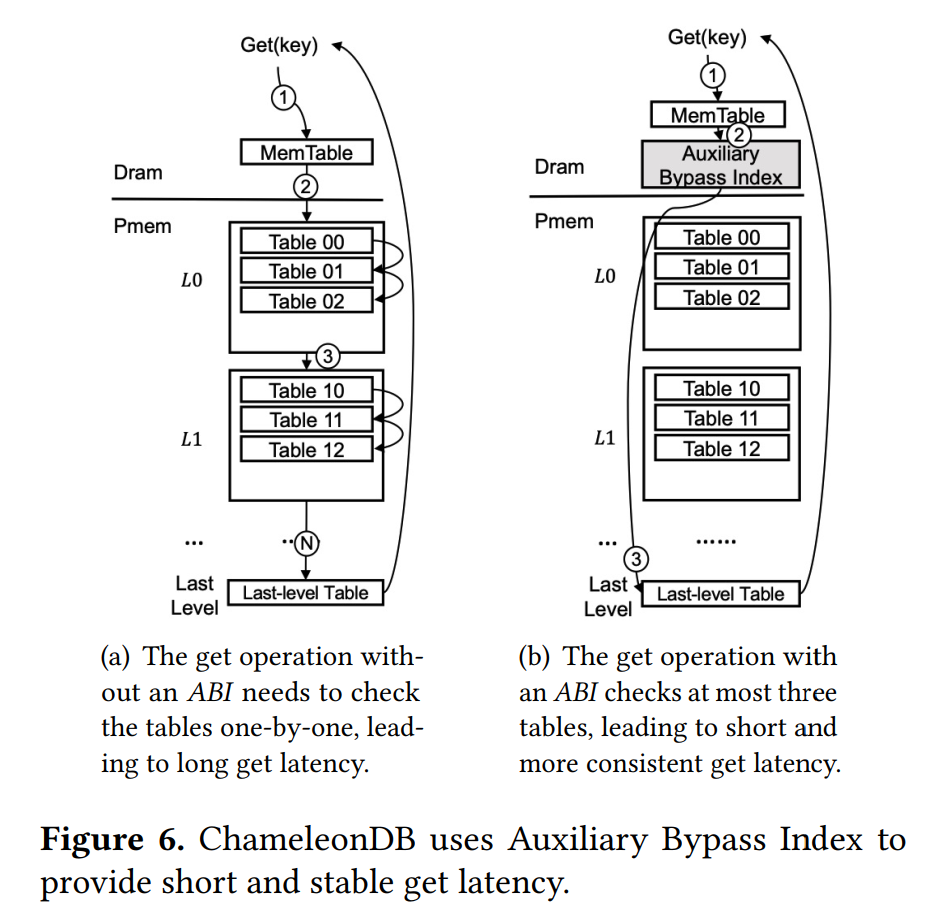 Get(key)
1
MemTable
Dram
2
Pmem
L0
Table 00
Table 01
Table 02
3
L1
Table 10
Table 11
Table 12
...
..N
Last
Level
Last-level Table
(a) The get operation with-
out an ABI needs to check
the tables one-by-one, lead-
ing to long get latency.
Get(key)
1
MemTable
2
Dram
Auxiliary
Bypass Index
Pmem
L0
Table 00
Table 01
Table 02
L1
Table 10
Table 11
Table 12
...
......
3
Last
Level
Last-level Table
(b) The get operation with
an ABI checks at most three
tables, leading to short and
more consistent get latency.
Figure 6. ChameleonDB uses Auxiliary Bypass Index to
provide short and stable get latency.